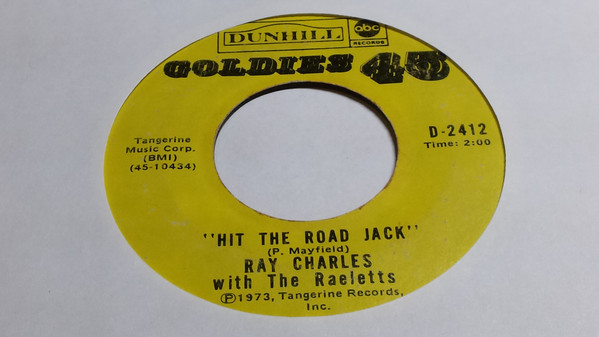 DUNHILL
abc
RECORDS
GOLDIES 45
Tangerine
Music Corp.
(BMI)
(45-10434)
D-2412
Time: 2:00
"HIT THE ROAD JACK"
(P. Mayfield)
RAY CHARLES
with The Raeletts
Ⓟ1973, Tangerine Records,
Inc.